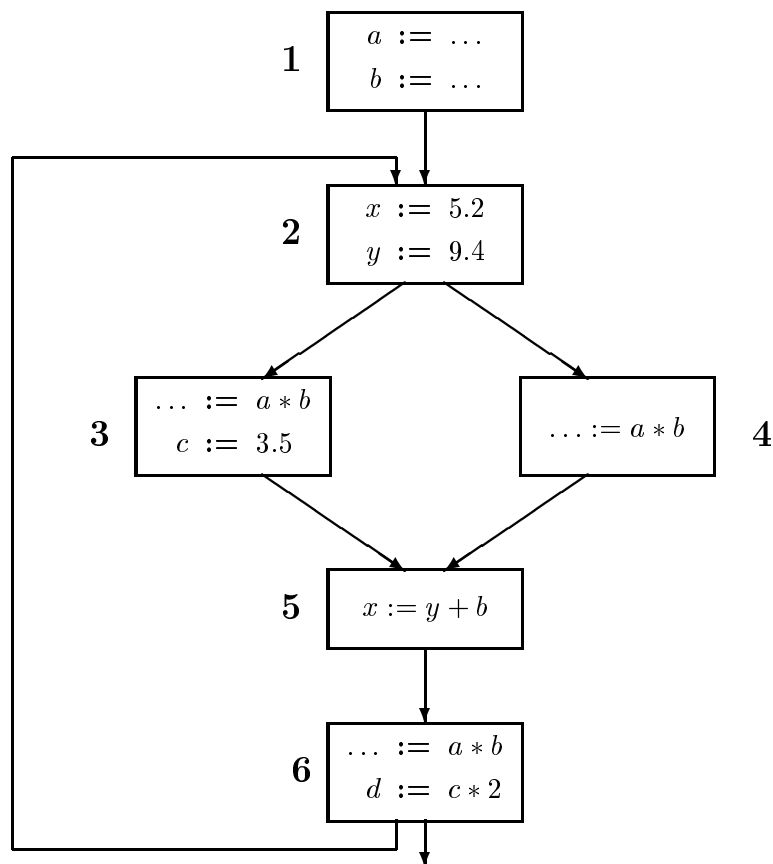 1
a := ...
b := ...
2
x := 5.2
y := 9.4
3
... := a * b
c := 3.5
... := a * b
4
5
x := y + b
6
... := a * b
d := c * 2